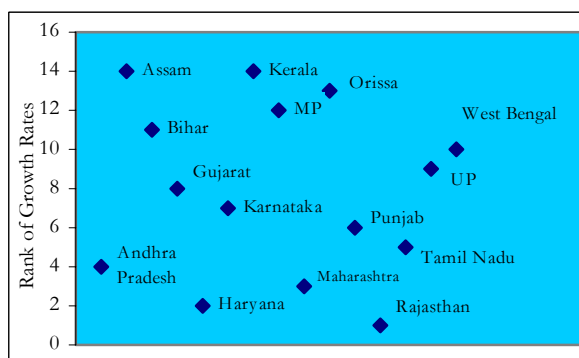 16
14
12
10
8
6
4
2
0
Rank of Growth Rates
Assam
Kerala
Orissa
MP
West Bengal
Bihar
UP
Gujarat
Karnataka
Punjab
Andhra
Pradesh
Tamil Nadu
Maharashtra
Haryana
Rajasthan